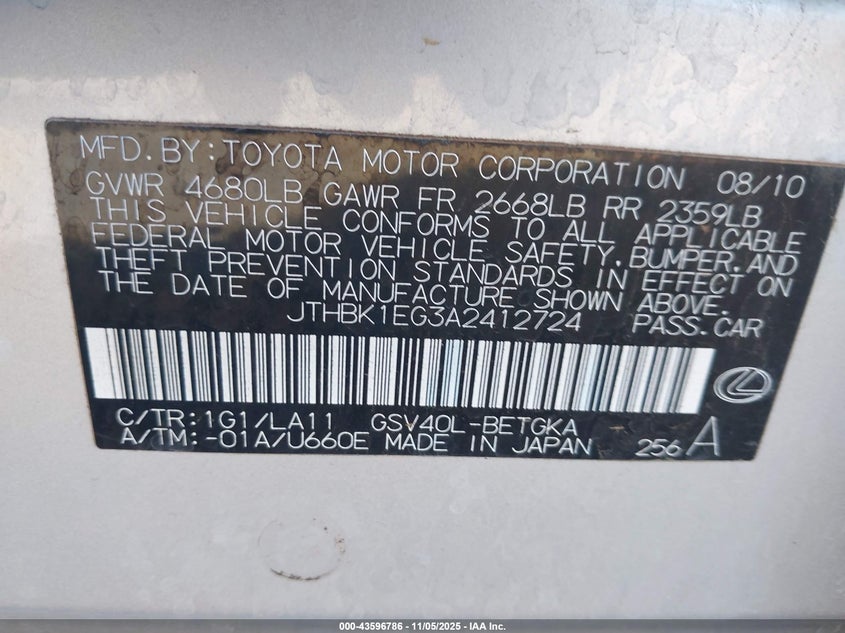 MFD. BY: TOYOTA MOTOR CORPORATION 08/10
GVWR 4680LB GAWR FR 2668LB RR 2359LB
THIS VEHICLE CONFORMS TO ALL APPLICABLE
FEDERAL MOTOR VEHICLE SAFETY, BUMPER, AND
THEFT PREVENTION STANDARDS IN EFFECT ON
THE DATE OF MANUFACTURE SHOWN ABOVE.
JTHBK1EG3A2412724 PASS. CAR
C/TR: 1G1/LA11 GSV40L-BETGKA
A/TM: -01A/U660E MADE IN JAPAN 256 A
000-43596786 - 11/05/2025 - IAA Inc.